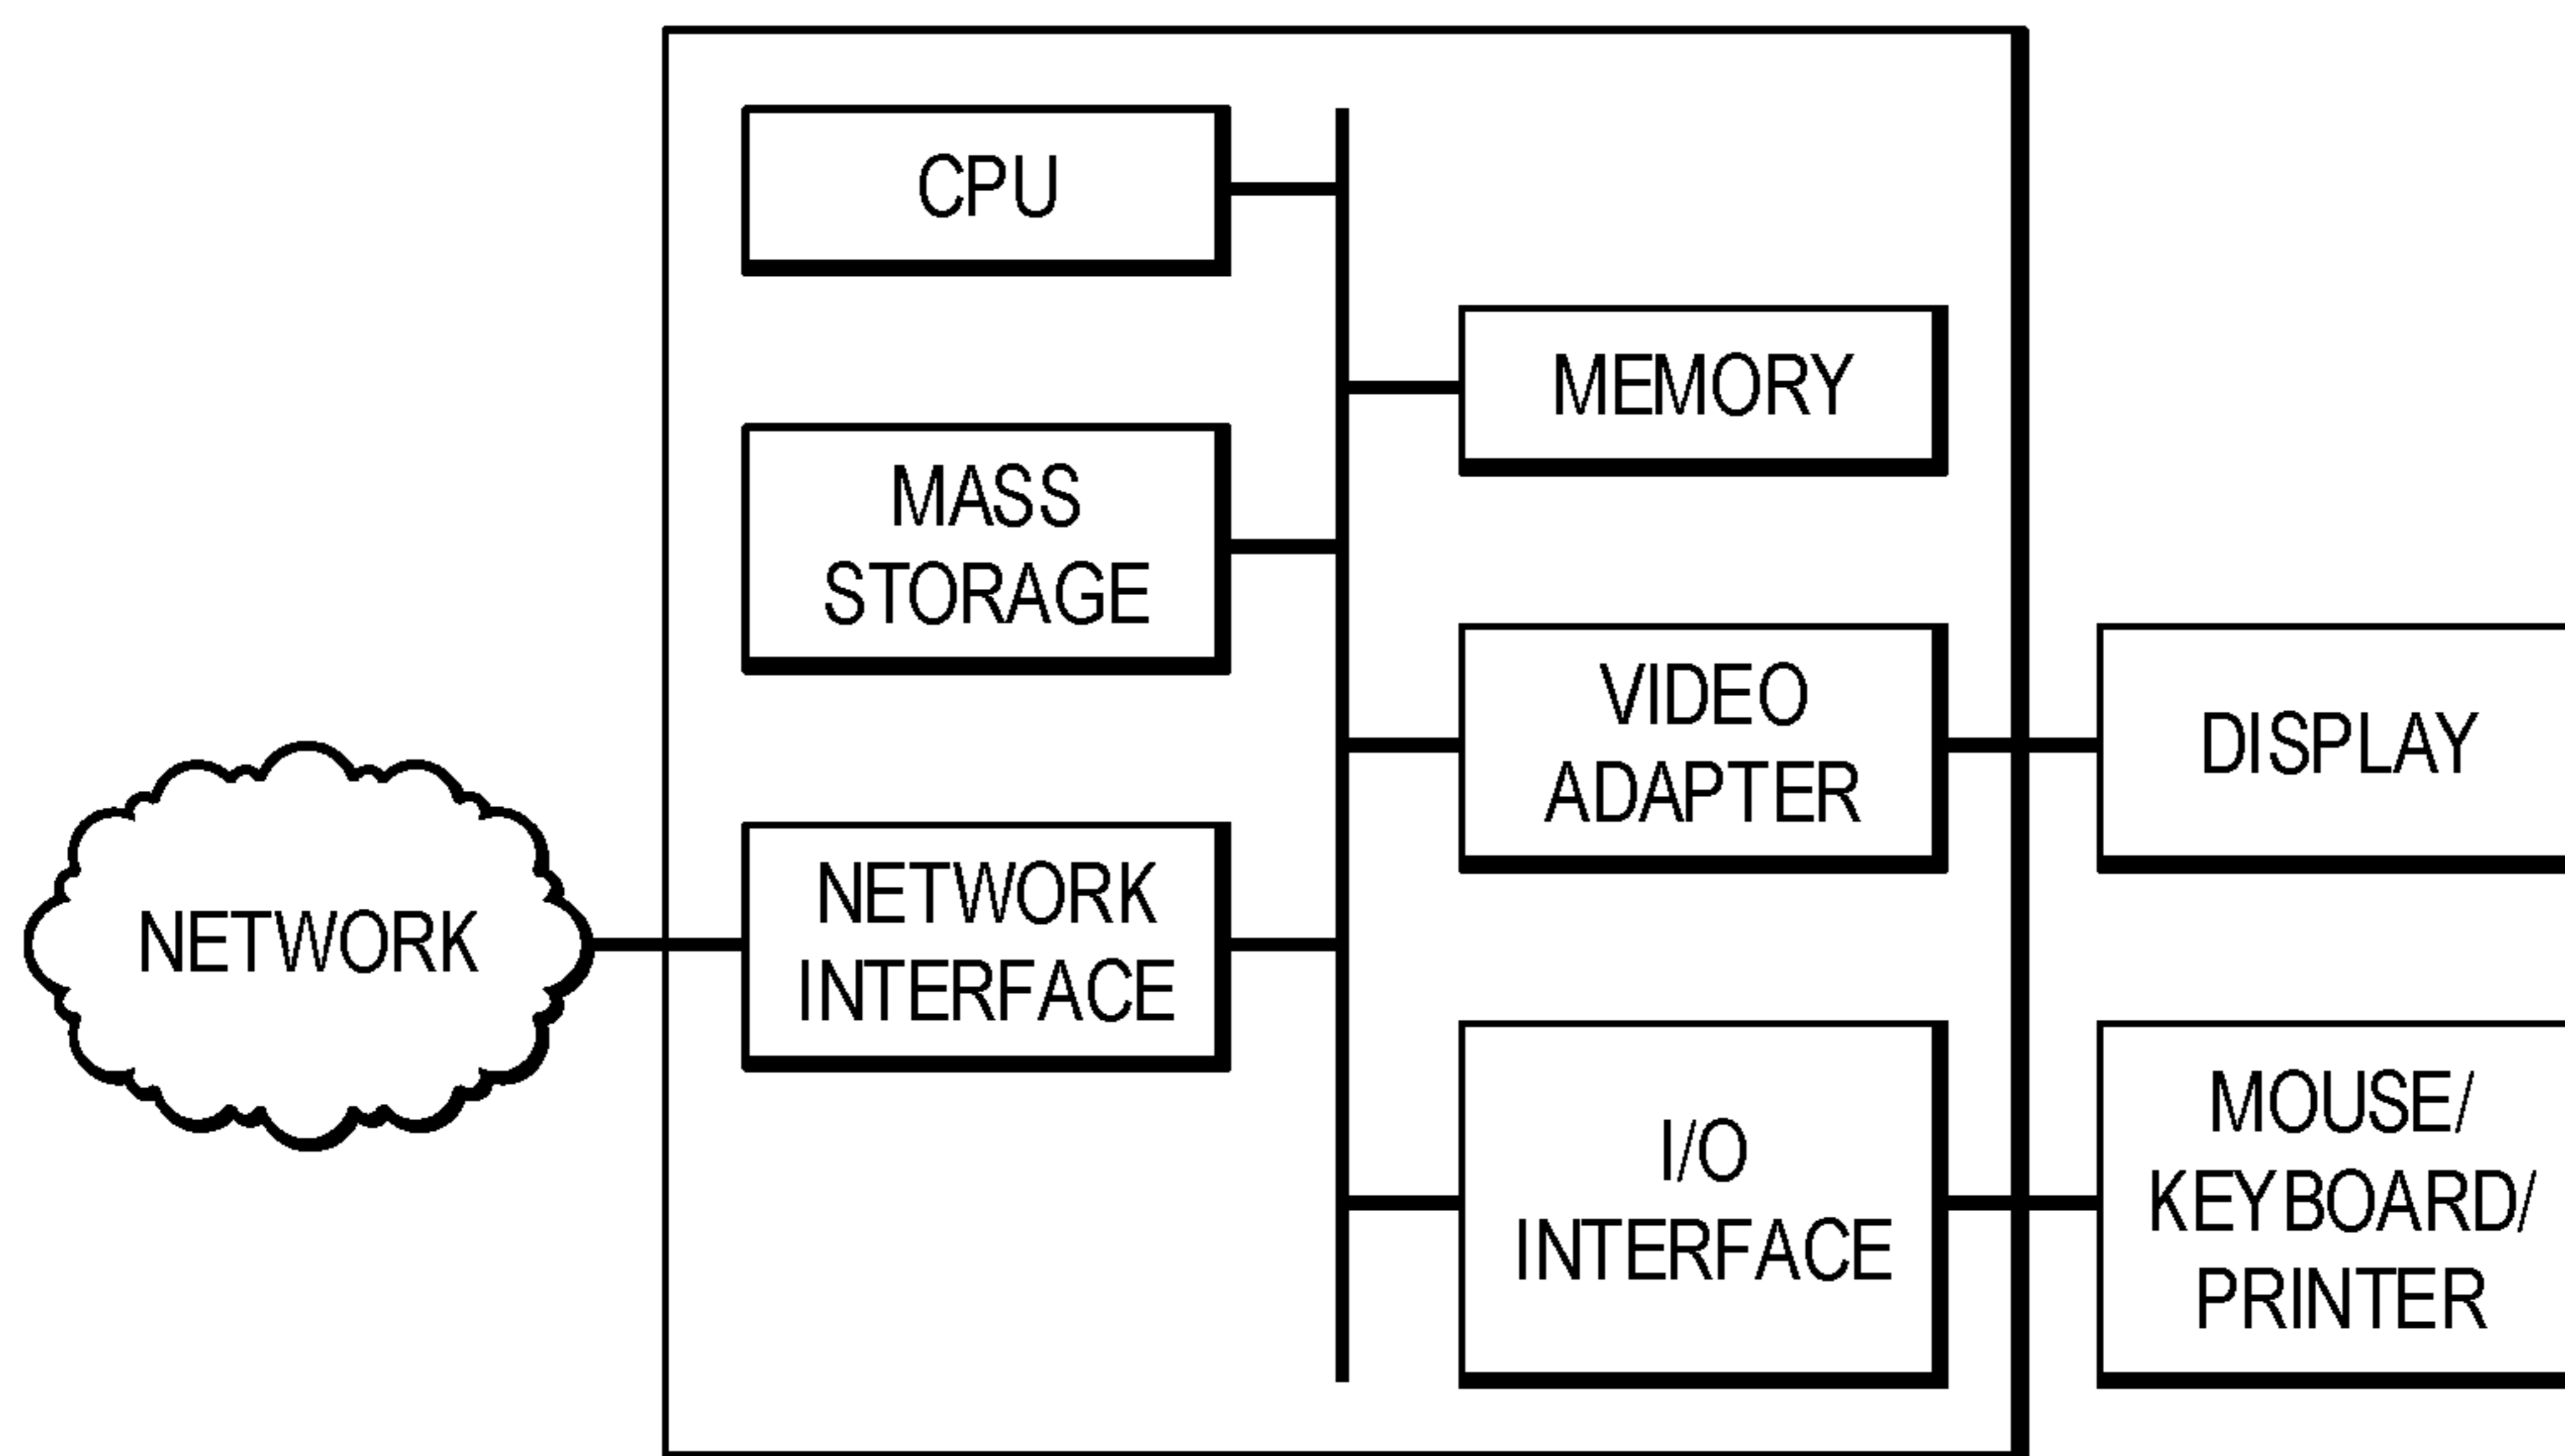 CPU
MEMORY
MASS
STORAGE
VIDEO
ADAPTER
DISPLAY
NETWORK
NETWORK
INTERFACE
I/O
INTERFACE
MOUSE/
KEYBOARD/
PRINTER